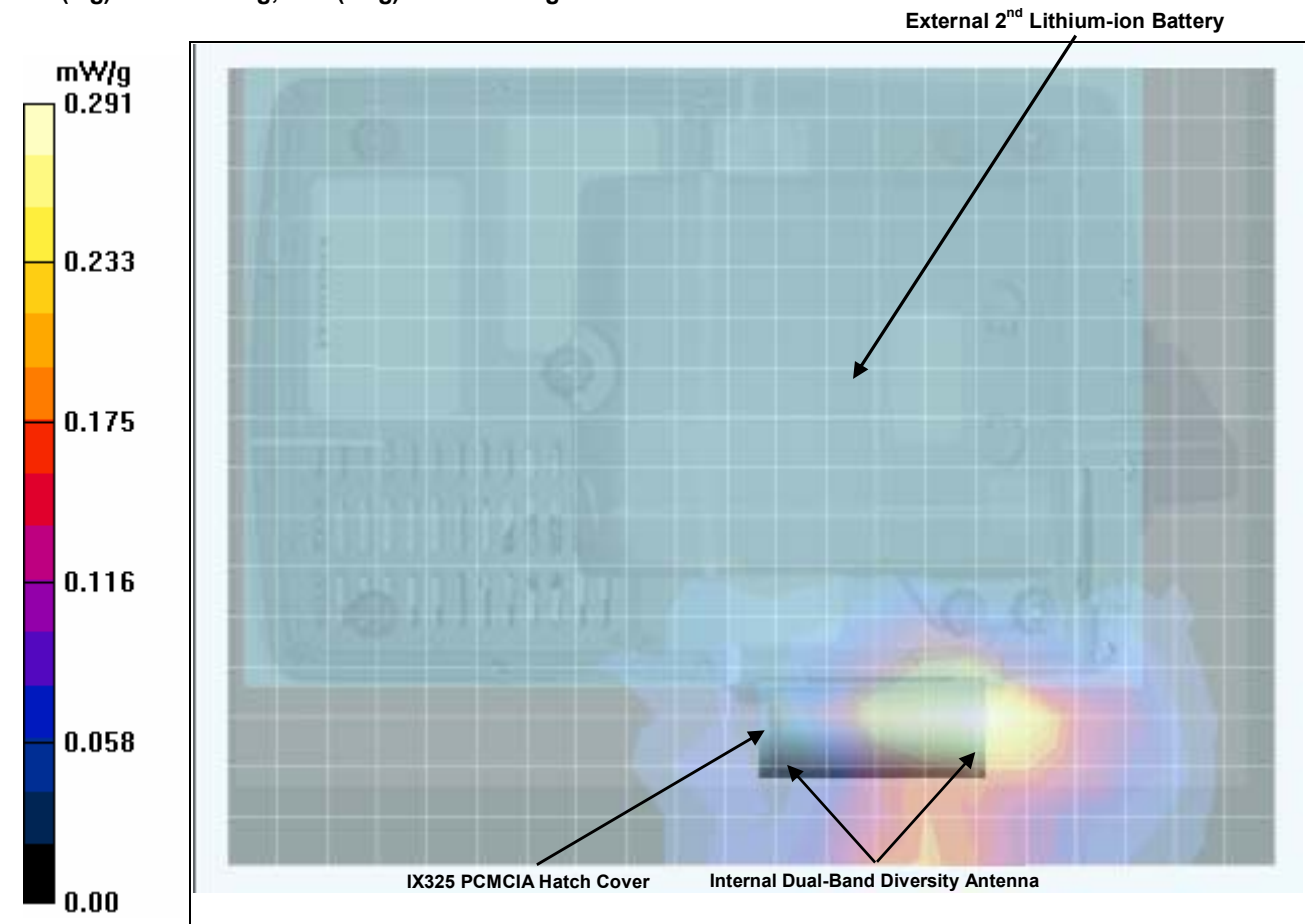 External 2nd Lithium-ion Battery
mW/g
0.291
0.233
0.175
0.116
0.058
0.00
IX325 PCMCIA Hatch Cover
Internal Dual-Band Diversity Antenna